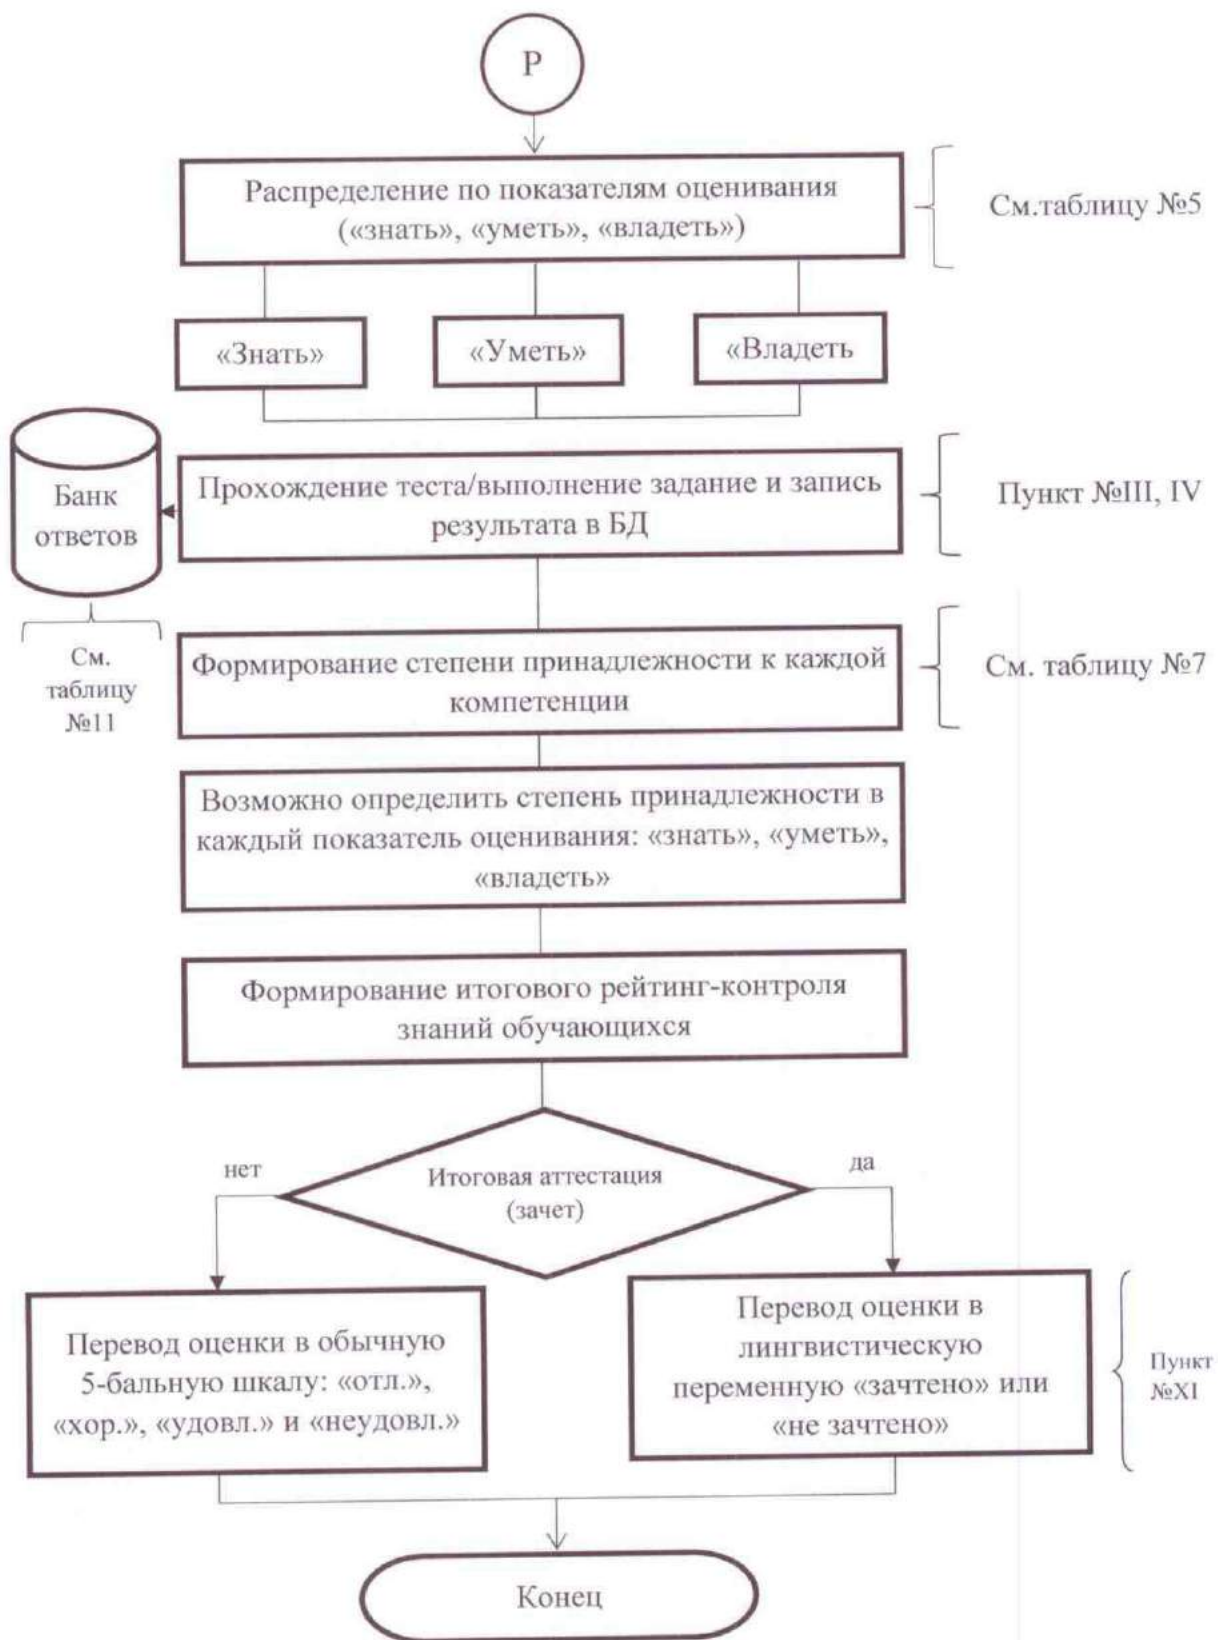 Р
Распределение по показателям оценивания
(«знать», «уметь», «владеть»)
См.таблицу №5
«Знать»
«Уметь»
«Владеть
Банк
ответов
Прохождение теста/выполнение задание и запись
результата в БД
Пункт №III, IV
См.
таблицу
№11
Формирование степени принадлежности к каждой
компетенции
См. таблицу №7
Возможно определить степень принадлежности в
каждый показатель оценивания: «знать», «уметь»,
«владеть»
Формирование итогового рейтинг-контроля
знаний обучающихся
нет
Итоговая аттестация
(зачет)
да
Перевод оценки в обычную
5-бальную шкалу: «отл.»,
«хор.», «удовл.» и «неудовл.»
Перевод оценки в
лингвистическую
переменную «зачтено» или
«не зачтено»
Пункт
№XI
Конец